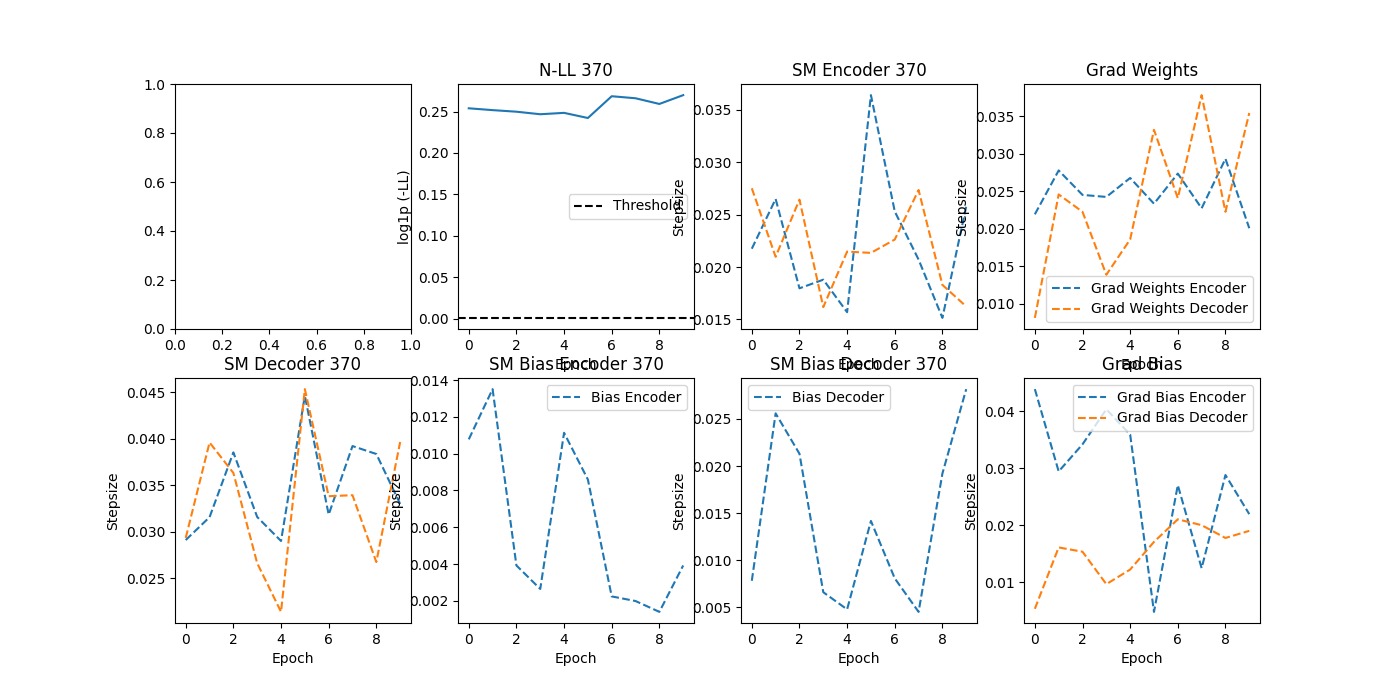 N-LL 370
SM Encoder 370
Grad Weights
1.0
0.8
0.6
0.4
0.2
0.0
0.0 0.2 0.4 0.6 0.8 1.0
log1p (-LL)
0.25
0.20
0.15
0.10
0.05
0.00
Threshold
0 2 4 6 8
Epoch
Stepsize
0.035
0.030
0.025
0.020
0.015
0 2 4 6 8
Epoch
Stepsize
0.035
0.030
0.025
0.020
0.015
0.010
Grad Weights Encoder
Grad Weights Decoder
0 2 4 6 8
Epoch
SM Decoder 370
SM Bias Encoder 370
SM Bias Decoder 370
Grad Bias
Stepsize
0.045
0.040
0.035
0.030
0.025
0 2 4 6 8
Epoch
Stepsize
0.014
0.012
0.010
0.008
0.006
0.004
0.002
Bias Encoder
0 2 4 6 8
Epoch
Stepsize
0.025
0.020
0.015
0.010
0.005
Bias Decoder
0 2 4 6 8
Epoch
Stepsize
0.04
0.03
0.02
0.01
Grad Bias Encoder
Grad Bias Decoder
0 2 4 6 8
Epoch